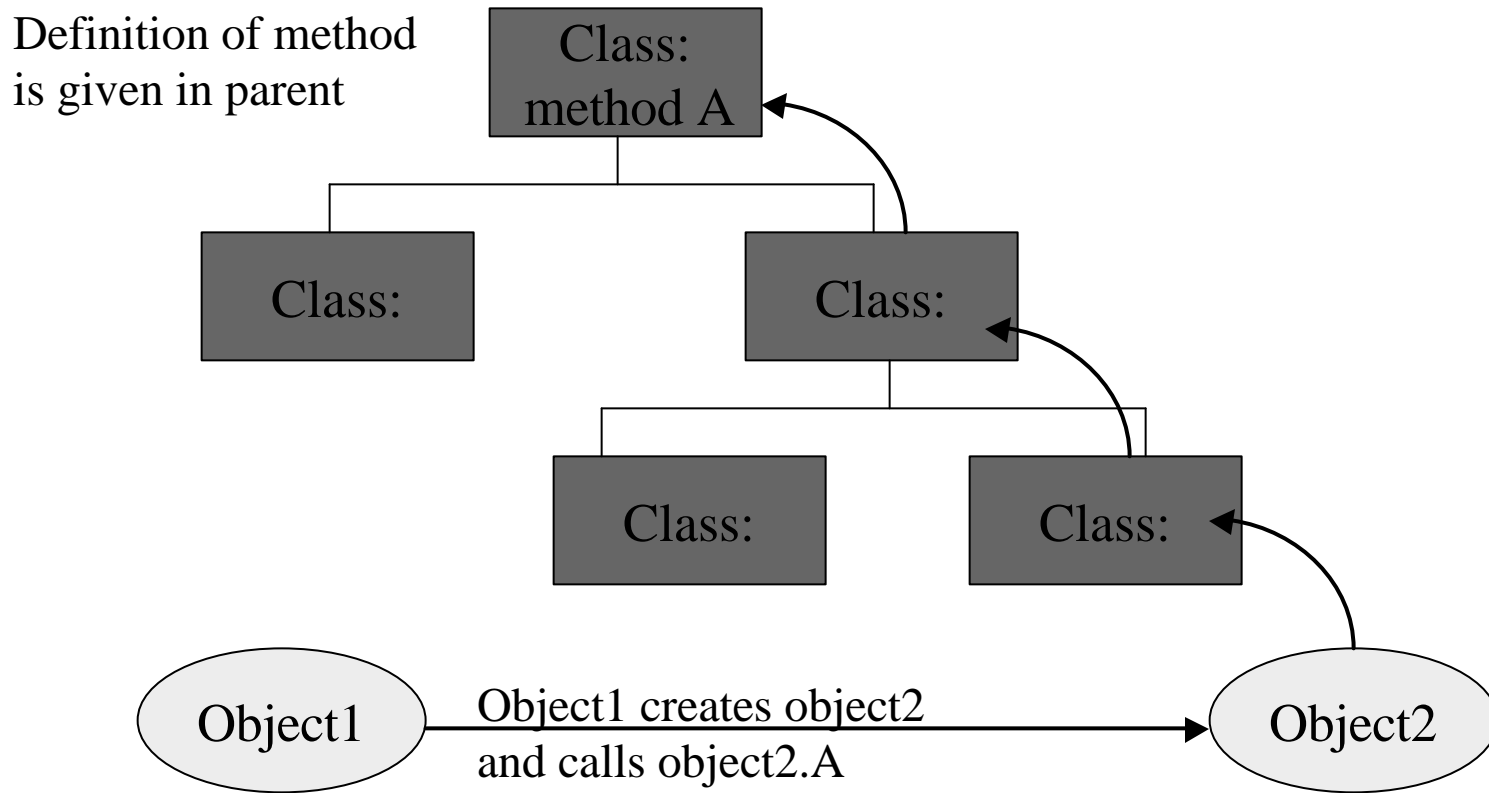 Definition of method
is given in parent
Class:
method A
Class:
Class:
Class:
Class:
Object1
Object1 creates object2
and calls object2.A
Object2